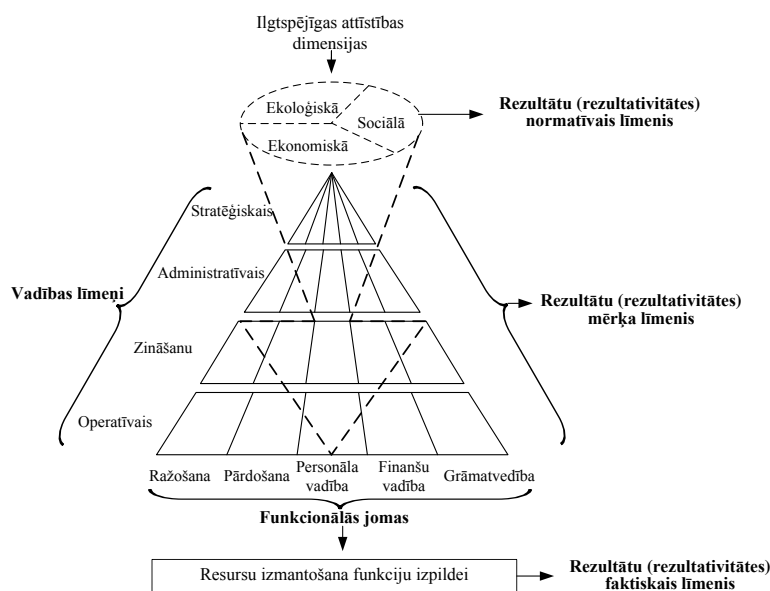 Ilgtspējīgas attīstības
dimensijas
Ekoloģiskā
Sociālā
Ekonomiskā
Rezultātu (rezultativitātes)
normatīvais līmenis
Stratēģiskais
Administratīvais
Vadības līmeņi
Rezultātu (rezultativitātes)
mērķa līmenis
Zināšanu
Operatīvais
Ražošana
Pārdošana
Personāla
vadība
Finanšu
vadība
Grāmatvedība
Funkcionālās jomas
Resursu izmantošana funkciju izpildei
Rezultātu (rezultativitātes)
faktiskais līmenis